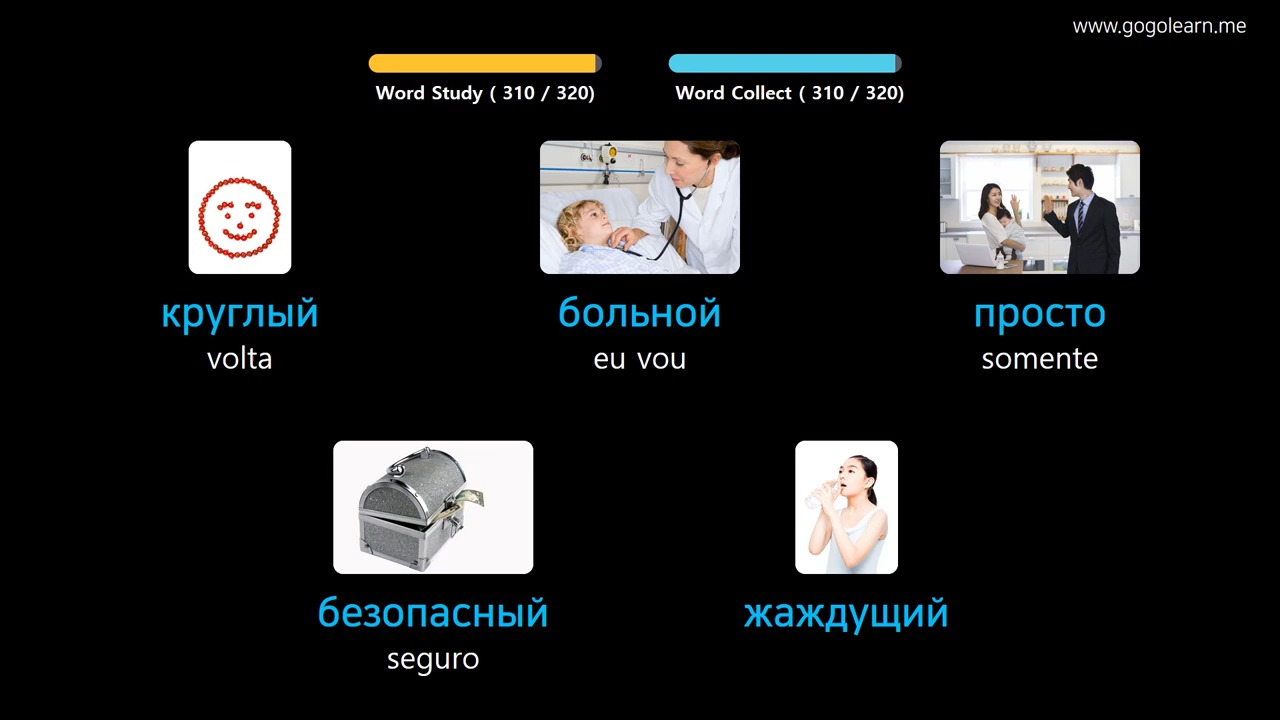 www.gogolearn.me
Word Study ( 310 / 320)
Word Collect ( 310 / 320)
круглый
volta
больной
eu vou
просто
somente
безопасный
seguro
жаждущий